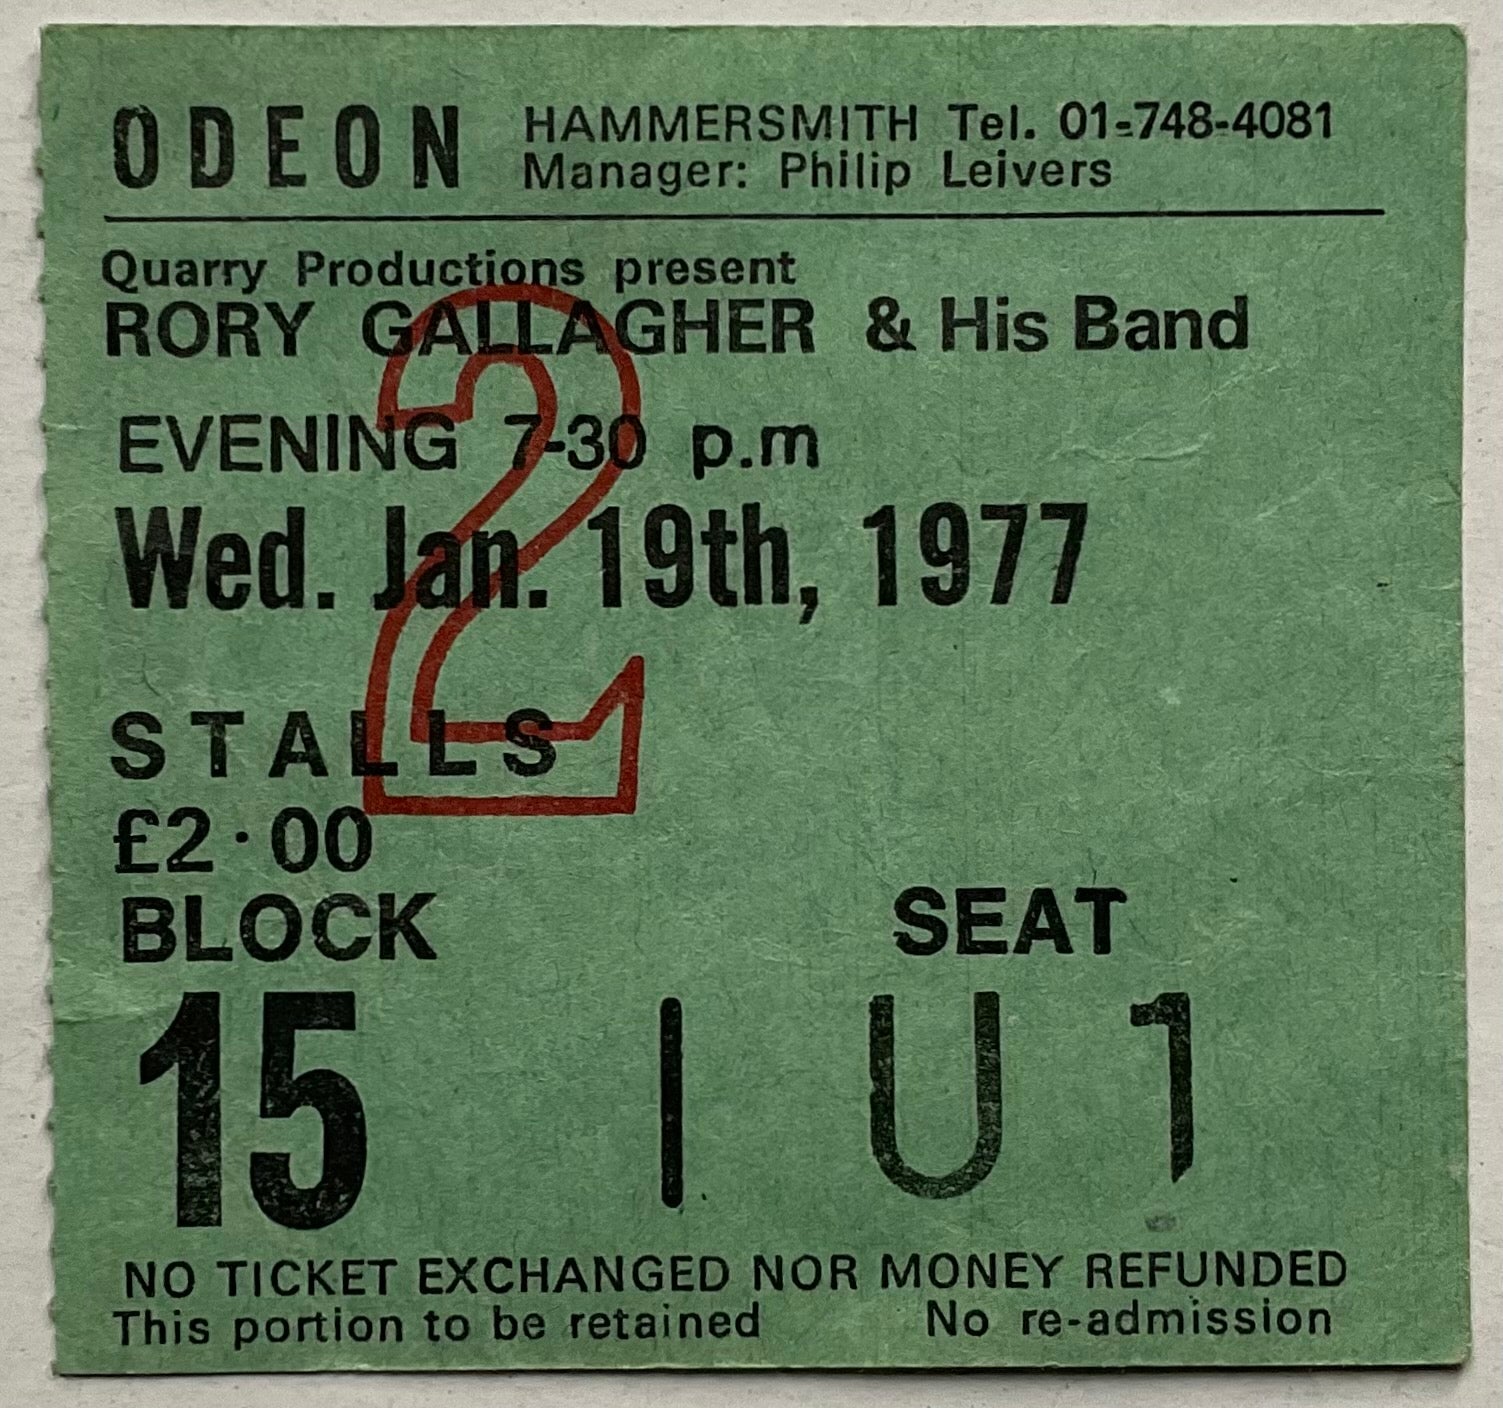 ODEON HAMMERSMITH Tel. 01-748-4081
Manager: Philip Leivers
Quarry Productions present
RORY GALLAGHER & His Band
EVENING 7-30 p.m
Wed. Jan. 19th, 1977
2
STALLS
£2·00
BLOCK SEAT
15 | U 1
NO TICKET EXCHANGED NOR MONEY REFUNDED
This portion to be retained No re-admission